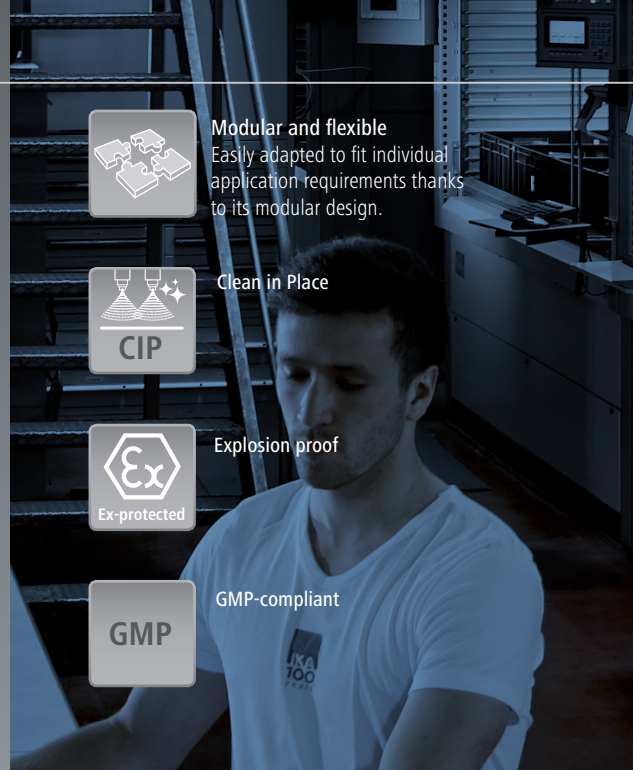 Modular and flexible
Easily adapted to fit individual
application requirements thanks
to its modular design.
Clean in Place
CIP
Explosion proof
Ex
Ex-protected
GMP-compliant
GMP
IKA
100
years